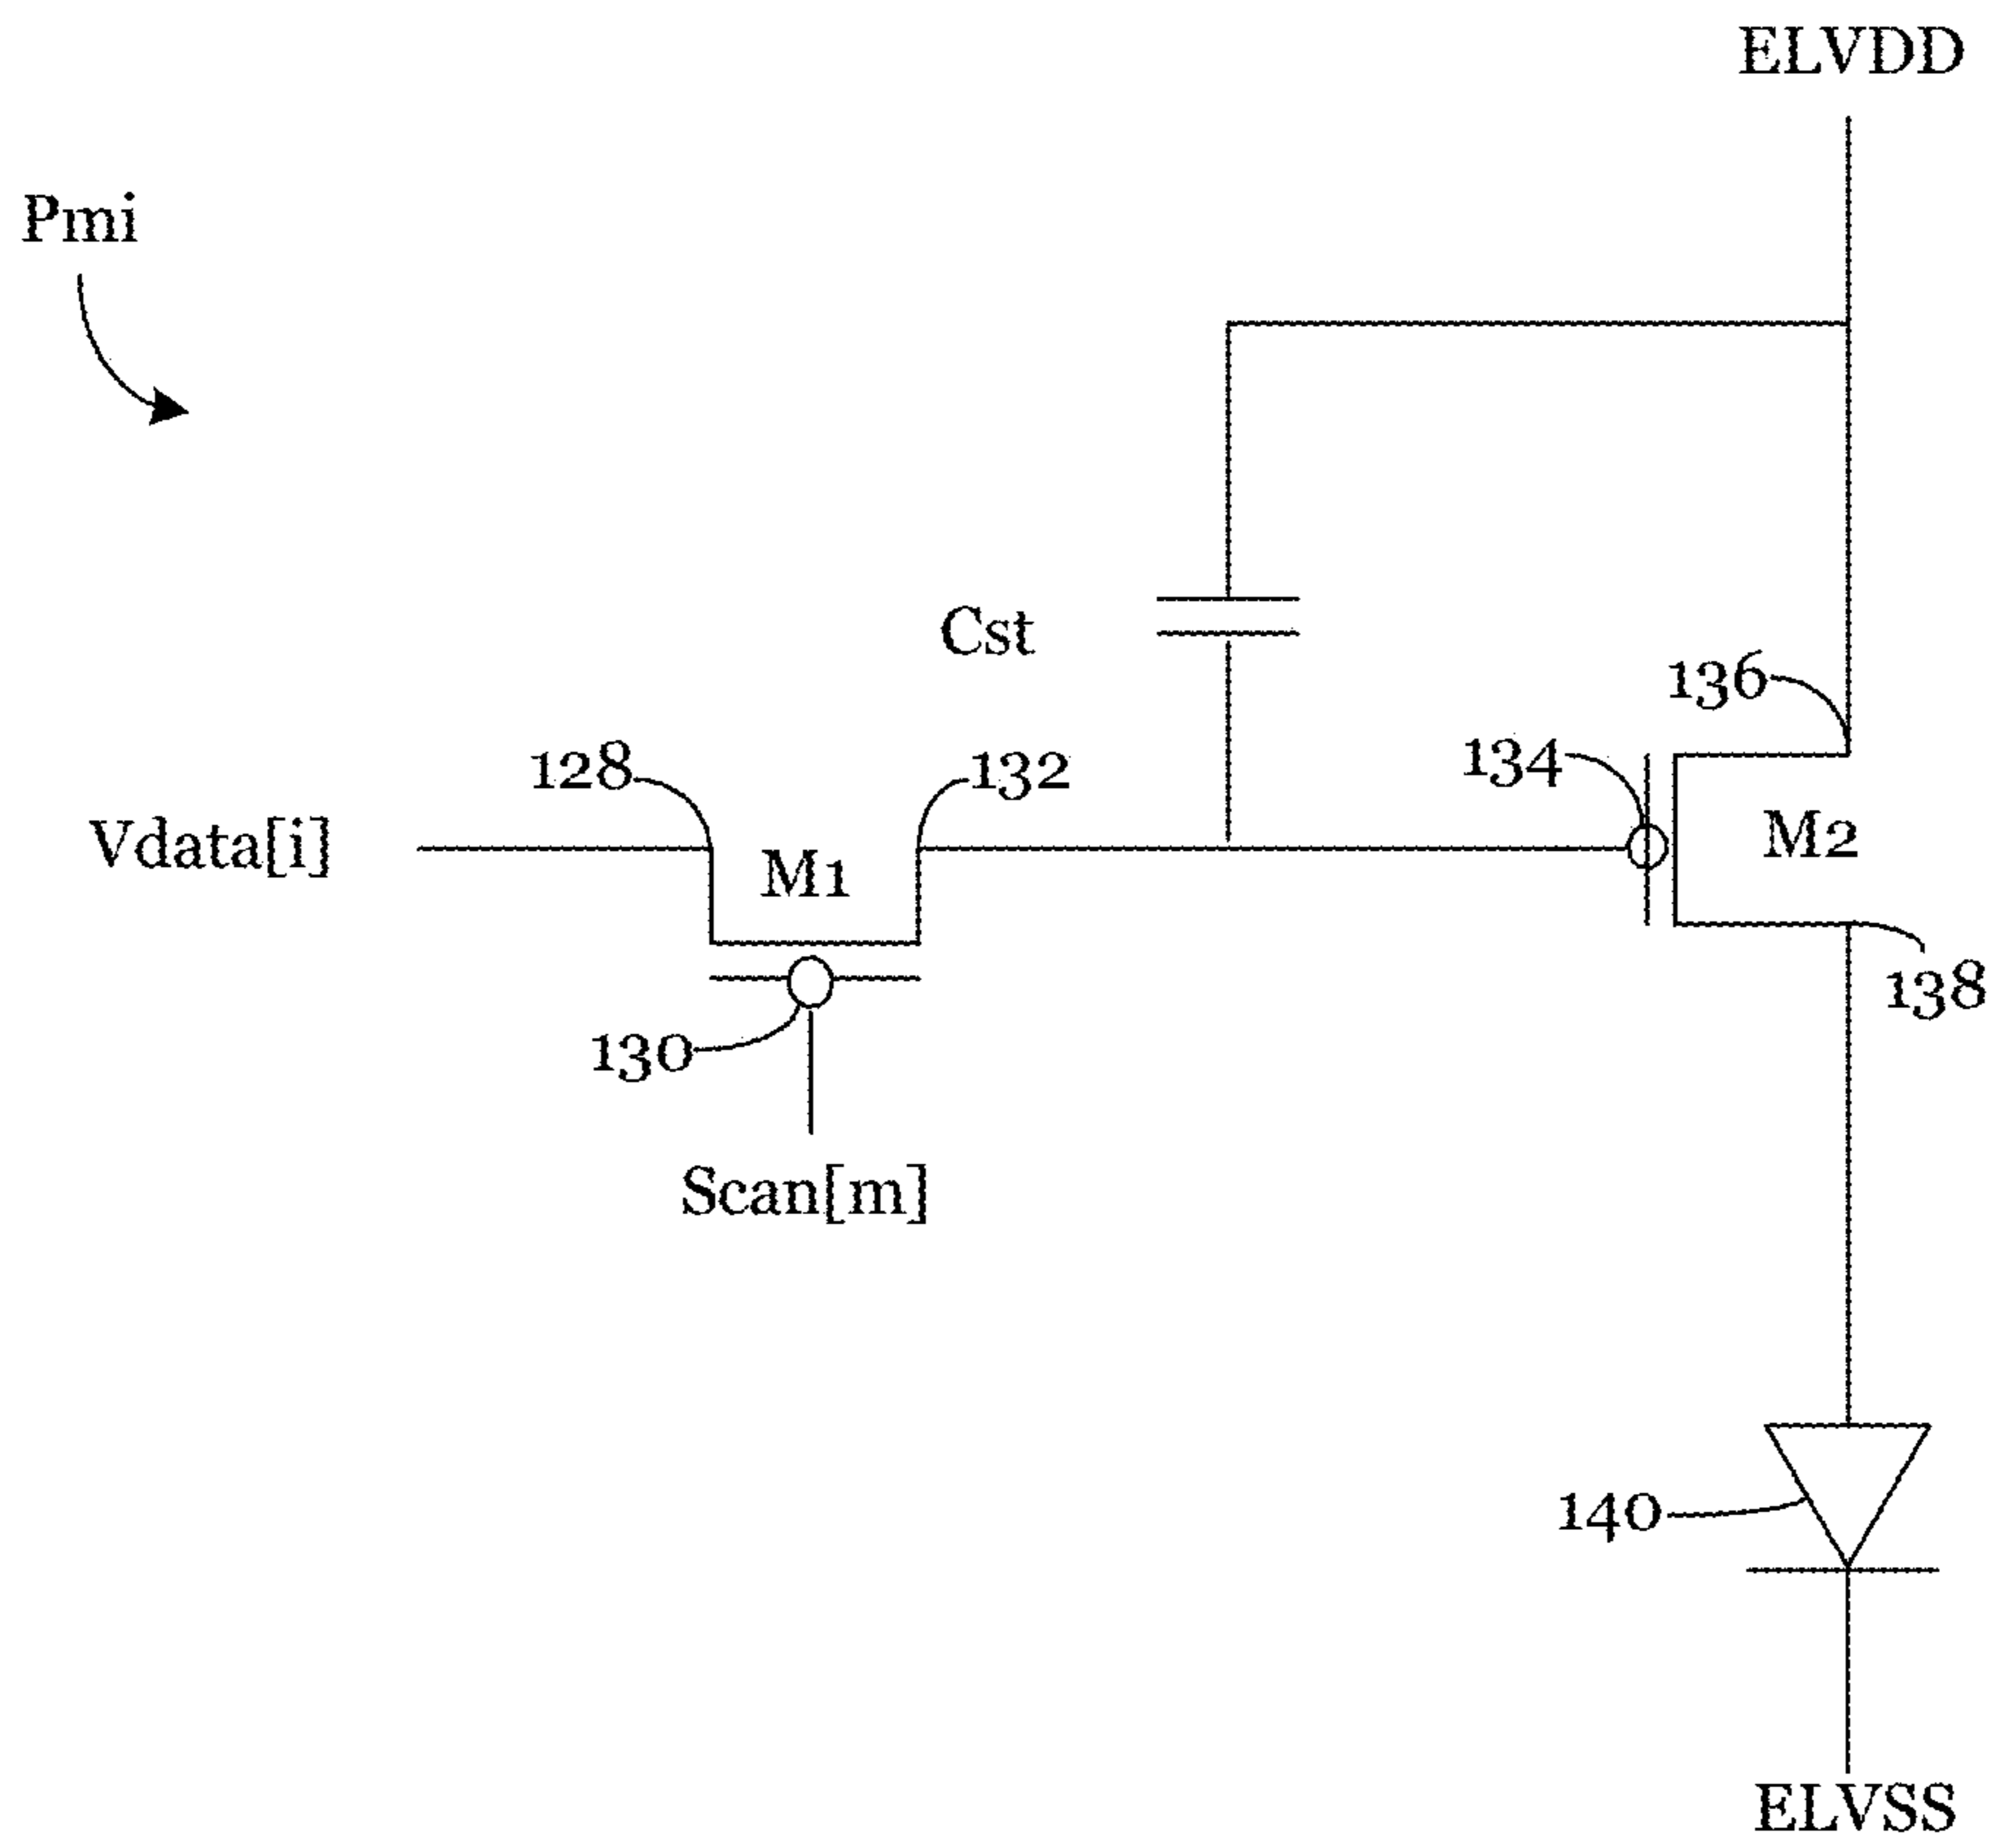 ELVDD
Pmi
Cst
136
134
128
132
Vdata[i]
M1
M2
138
130
Scan[m]
140
ELVSS